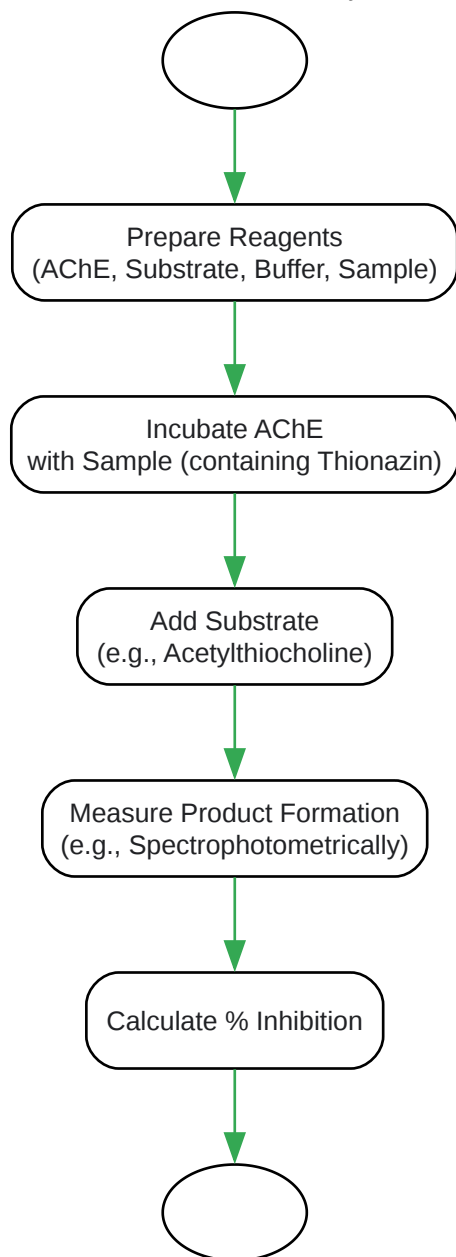 Prepare Reagents
(AChE, Substrate, Buffer, Sample)
Incubate AChE
with Sample (containing Thionazin)
Add Substrate
(e.g., Acetylthiocholine)
Measure Product Formation
(e.g., Spectrophotometrically)
Calculate % Inhibition